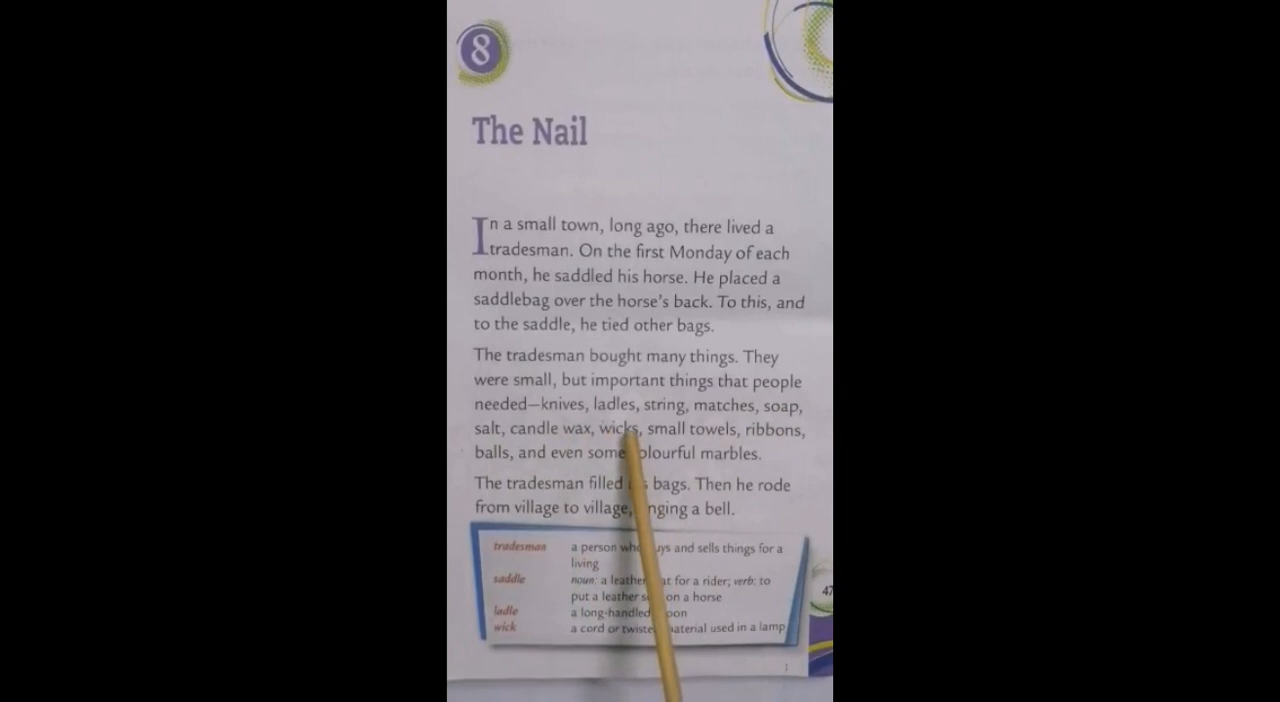 8
The Nail
In a small town, long ago, there lived a
tradesman. On the first Monday of each
month, he saddled his horse. He placed a
saddlebag over the horse's back. To this, and
to the saddle, he tied other bags.
The tradesman bought many things. They
were small, but important things that people
needed—knives, ladles, string, matches, soap,
salt, candle wax, wicks, small towels, ribbons,
balls, and even some colourful marbles.
The tradesman filled bags. Then he rode
from village to village, ringing a bell.
tradesman a person who buys and sells things for a
living
saddle noun: a leather seat for a rider; verb: to
put a leather seat on a horse
ladle a long-handled spoon
wick a cord or twisted material used in a lamp
47